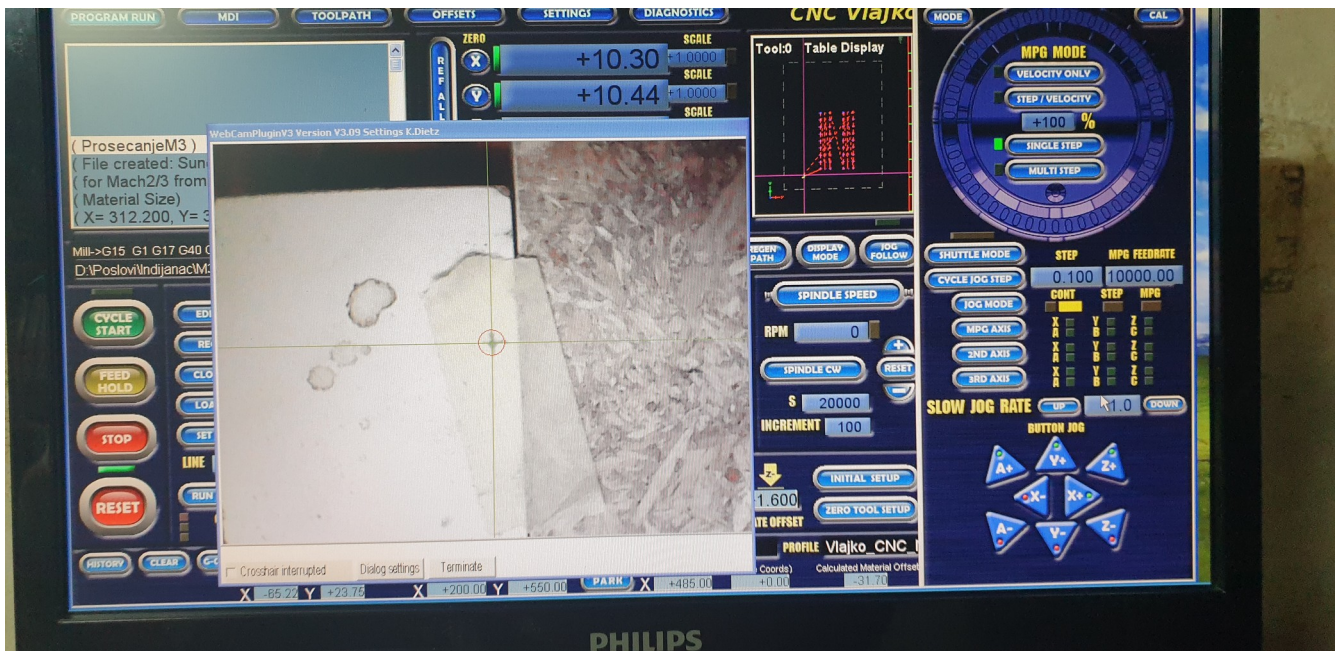 PROGRAM RUN
MDI
TOOLPATH
OFFSETS
SETTINGS
DIAGNOSTICS
CNC Vlajko
ZERO
SCALE
REF ALL
X
+10.30
+1.0000
SCALE
Y
+10.44
+1.0000
SCALE
Tool:0 Table Display
( ProsecanjeM3 )
( File created: Sun
( for Mach2/3 from
( Material Size)
( X= 312.200, Y= 3
Mill->G15 G1 G17 G40
D:\Poslovi\Indijanac\M3
CYCLE START
FEED HOLD
STOP
RESET
LINE
RUN
HISTORY
CLEAR
WebCamPluginV3 Version V3.09 Settings K.Dietz
Crosshair interrupted
Dialog settings
Terminate
X -65.22 Y +23.75
X +200.00 Y +550.00
PARK
X +485.00
+0.00
-31.70
REGEN PATH
DISPLAY MODE
JOG FOLLOW
SPINDLE SPEED
RPM 0
SPINDLE CW
RESET
S 20000
INCREMENT 100
Z-
INITIAL SETUP
1.600
ZERO TOOL SETUP
PROFILE Vlajko_CNC_
Coords)
Calculated Material Offset
MODE
CAL
MPG MODE
VELOCITY ONLY
STEP / VELOCITY
+100 %
SINGLE STEP
MULTI STEP
SHUTTLE MODE
STEP
MPG FEEDRATE
CYCLE JOG STEP
0.100
10000.00
CONT STEP MPG
JOG MODE
MPG AXIS
X Y Z
A B C
2ND AXIS
X Y Z
A B C
3RD AXIS
X Y Z
A B C
SLOW JOG RATE
UP
1.0
DOWN
BUTTON JOG
A+
Y+
Z+
X-
X+
A-
Y-
Z-
PHILIPS